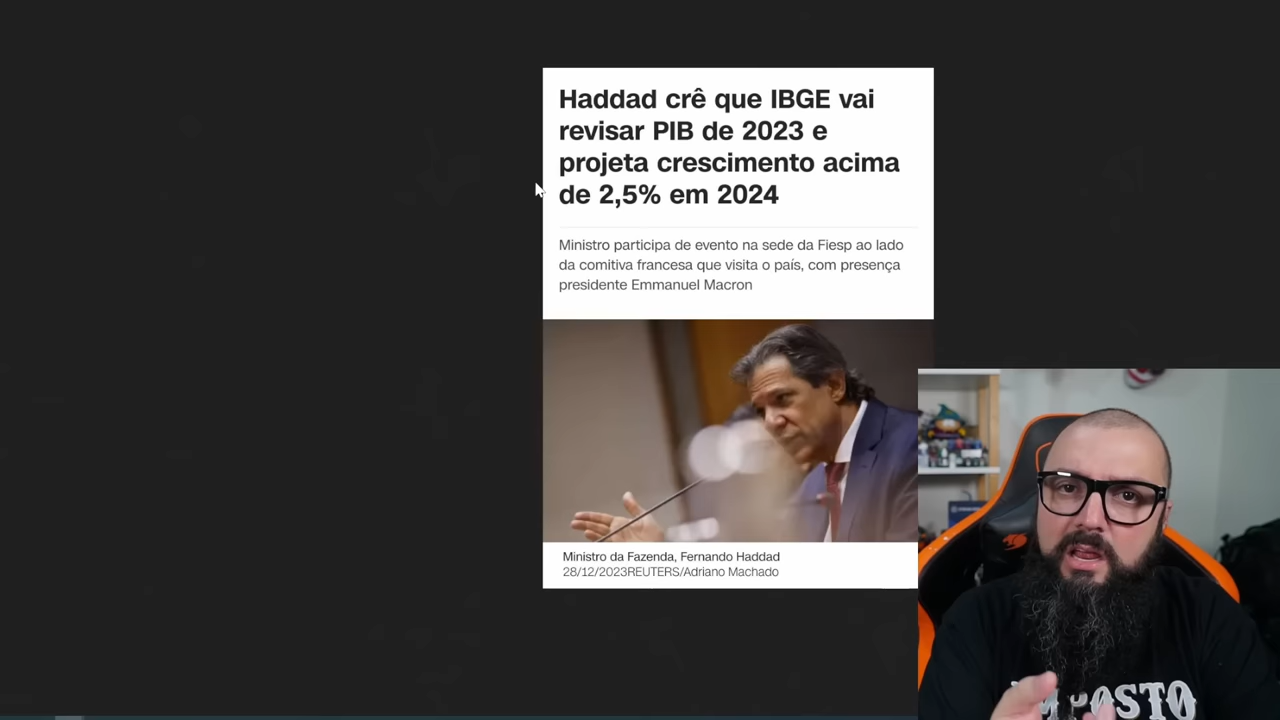 Haddad crê que IBGE vai
revisar PIB de 2023 e
projeta crescimento acima
de 2,5% em 2024
Ministro participa de evento na sede da Fiesp ao lado
da comitiva francesa que visita o país, com presença
presidente Emmanuel Macron
Ministro da Fazenda, Fernando Haddad
28/12/2023REUTERS/Adriano Machado
IMPOSTO